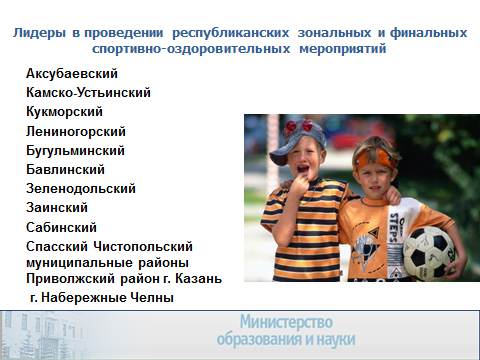 Лидеры в проведении республиканских зональных и финальных
спортивно-оздоровительных мероприятий
Аксубаевский
Камско-Устьинский
Кукморский
Лениногорский
Бугульминский
Бавлинский
Зеленодольский
Заинский
Сабинский
Спасский Чистопольский
муниципальные районы
Приволжский район г. Казань
г. Набережные Челны
STEPS
Министерство
образования и науки